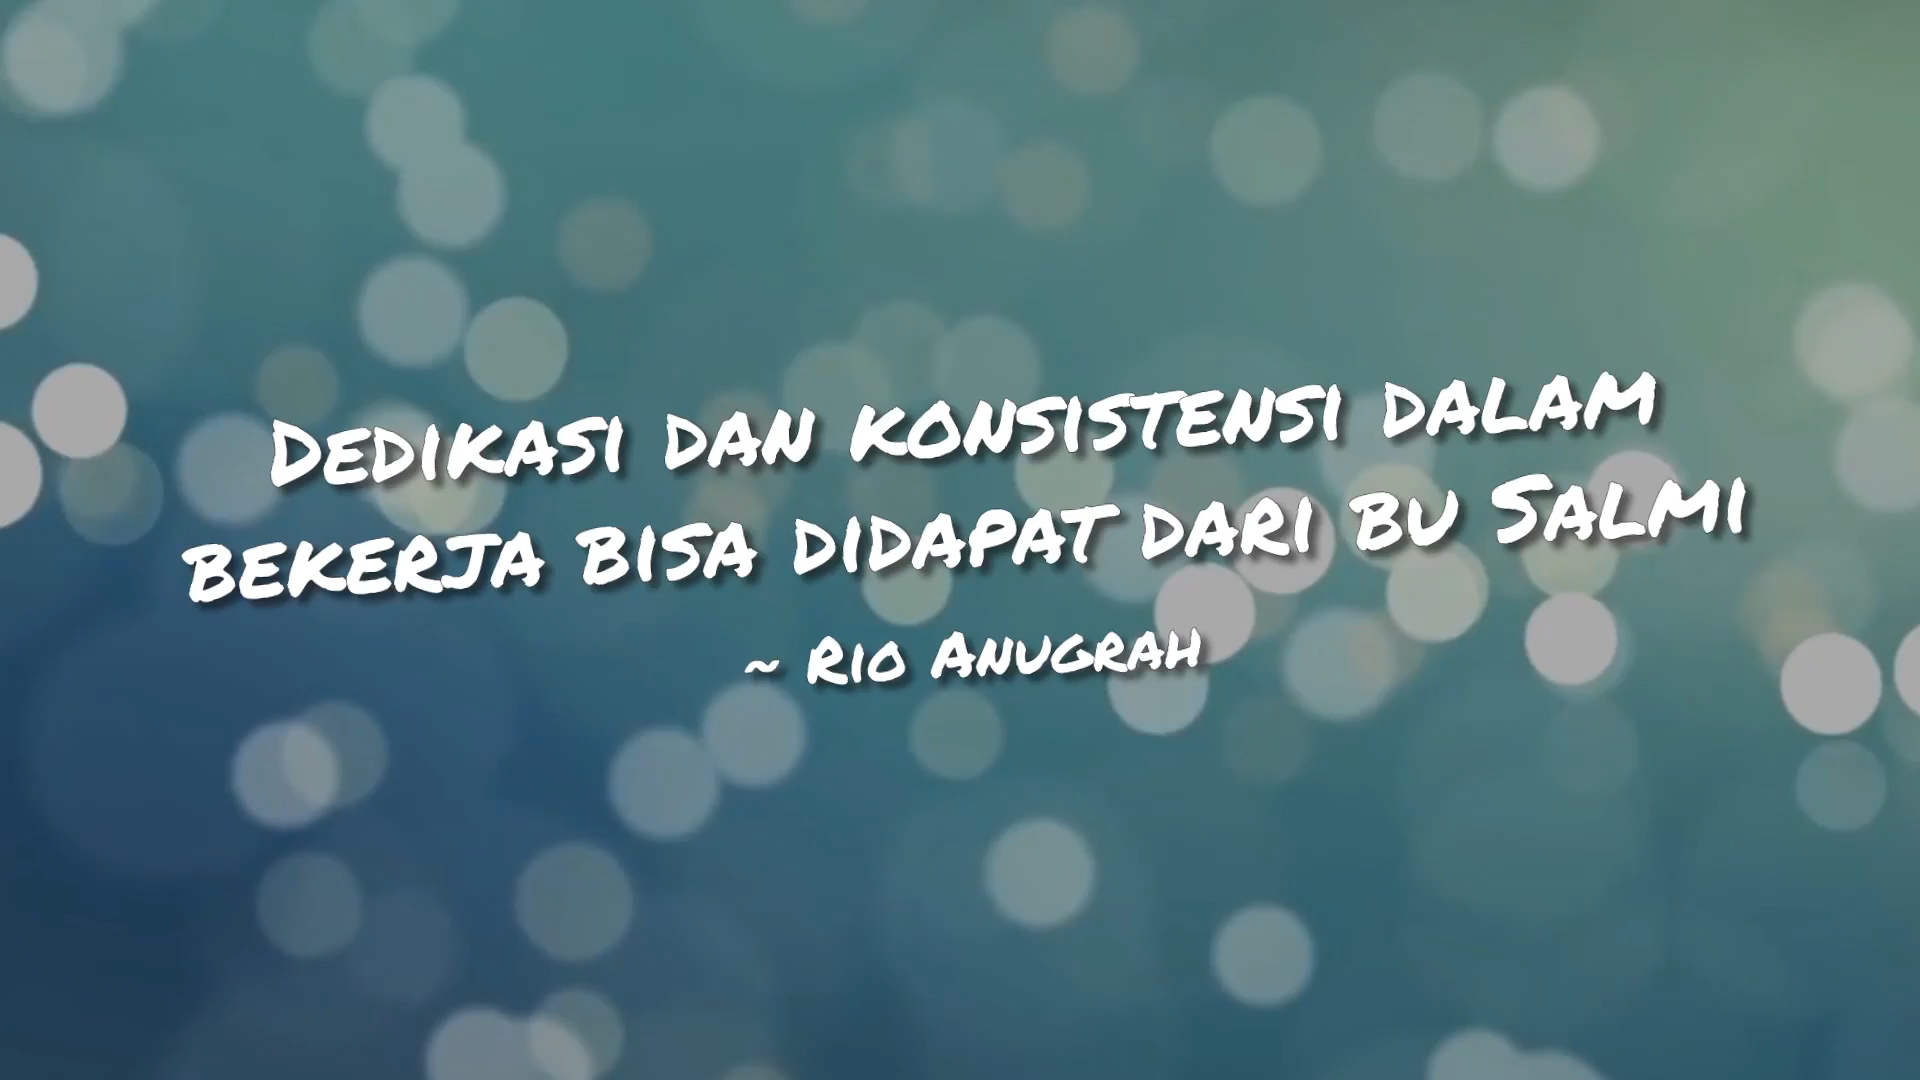 Dedikasi dan konsistensi dalam
bekerja bisa didapat dari bu Salmi
~ Rio Anugrah